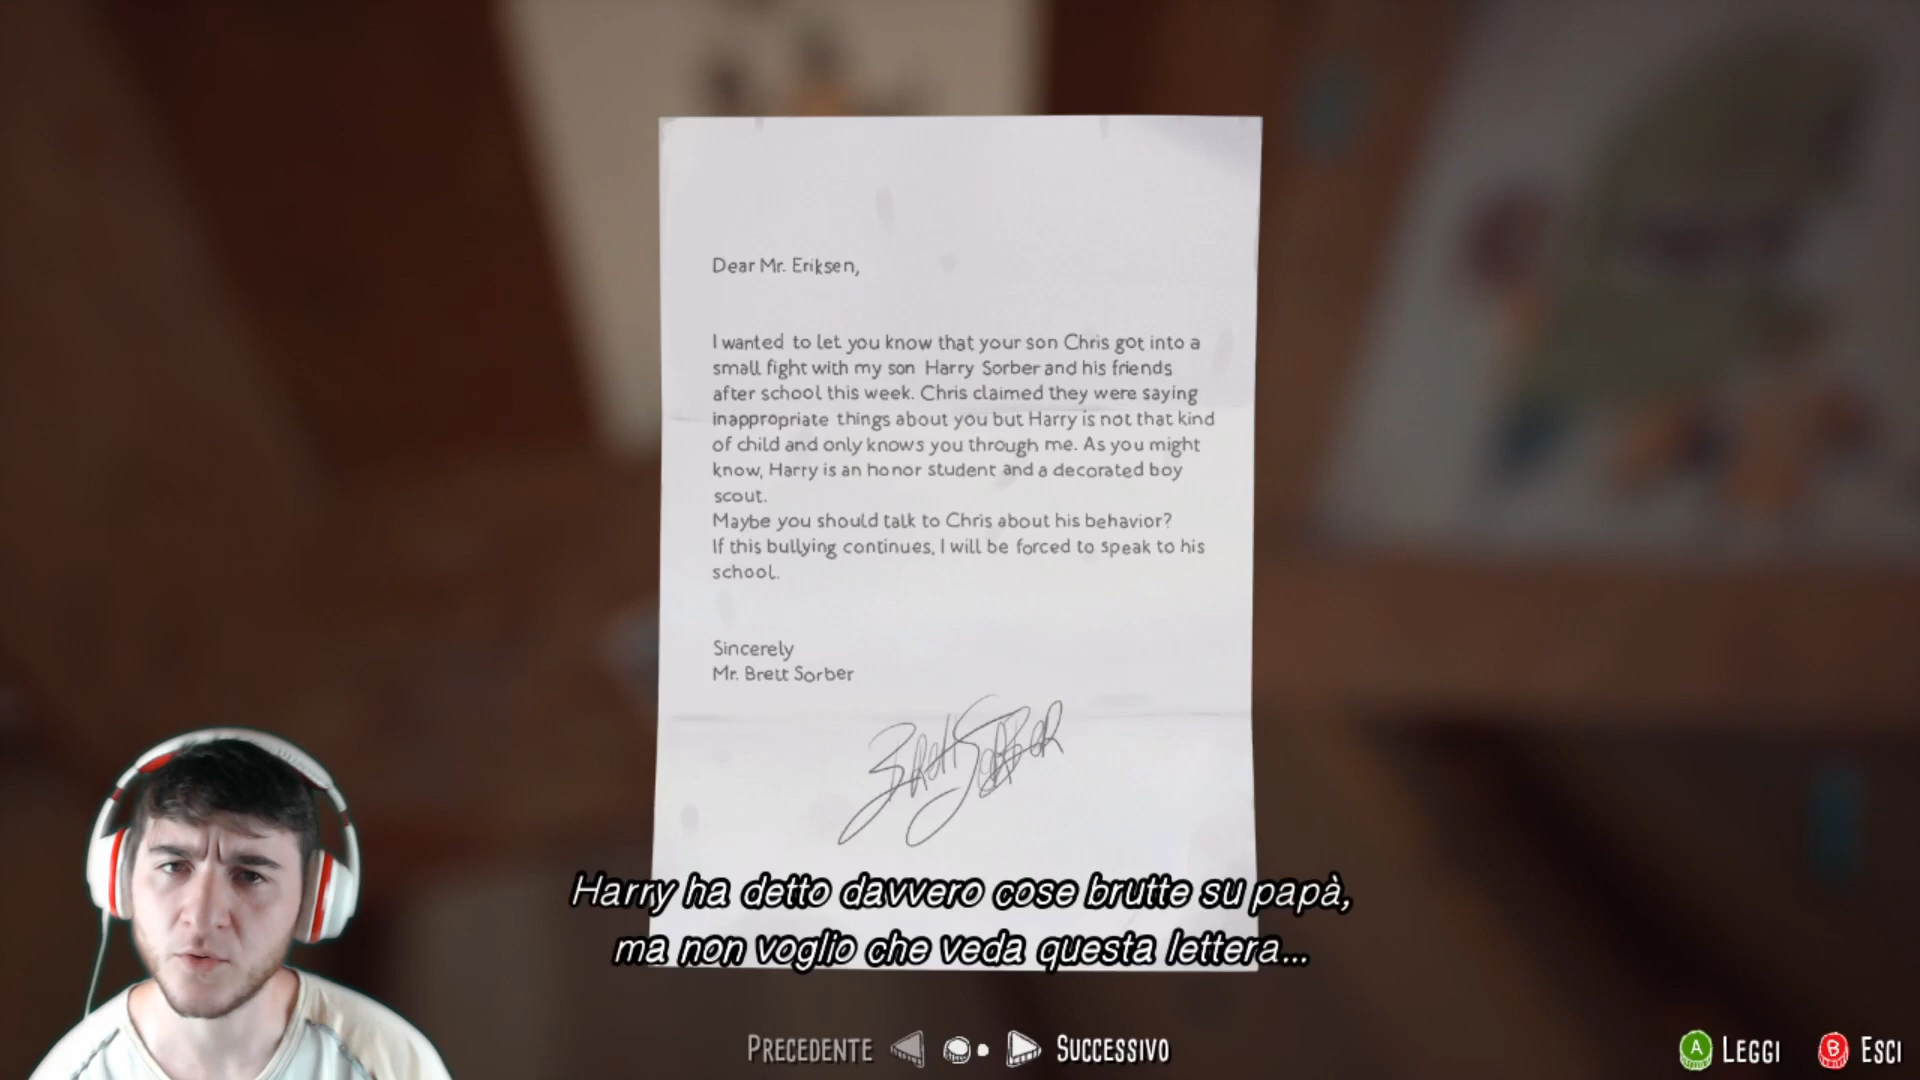 Dear Mr. Eriksen,
I wanted to let you know that your son Chris got into a
small fight with my son Harry Sorber and his friends
after school this week. Chris claimed they were saying
inappropriate things about you but Harry is not that kind
of child and only knows you through me. As you might
know, Harry is an honor student and a decorated boy
scout.
Maybe you should talk to Chris about his behavior?
If this bullying continues, I will be forced to speak to his
school.
Sincerely
Mr. Brett Sorber
Brett Sorber
Harry ha detto davvero cose brutte su papà,
ma non voglio che veda questa lettera...
PRECEDENTE SUCCESSIVO
A LEGGI B ESCI